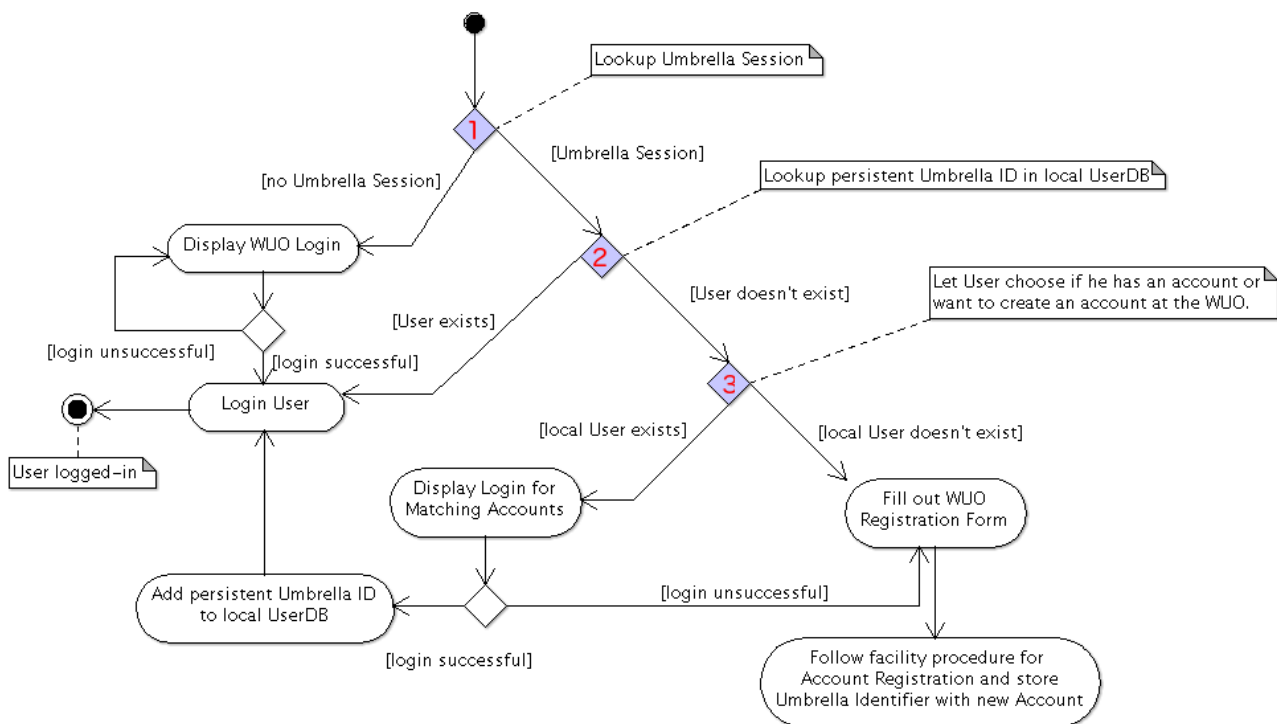 Lookup Umbrella Session
1
[Umbrella Session]
[no Umbrella Session]
Lookup persistent Umbrella ID in local UserDB
Display WUO Login
2
Let User choose if he has an account or
want to create an account at the WUO.
[User doesn't exist]
[User exists]
[login unsuccessful]
[login successful]
3
Login User
[local User exists]
[local User doesn't exist]
User logged-in
Display Login for
Matching Accounts
Fill out WUO
Registration Form
Add persistent Umbrella ID
to local UserDB
[login unsuccessful]
[login successful]
Follow facility procedure for
Account Registration and store
Umbrella Identifier with new Account